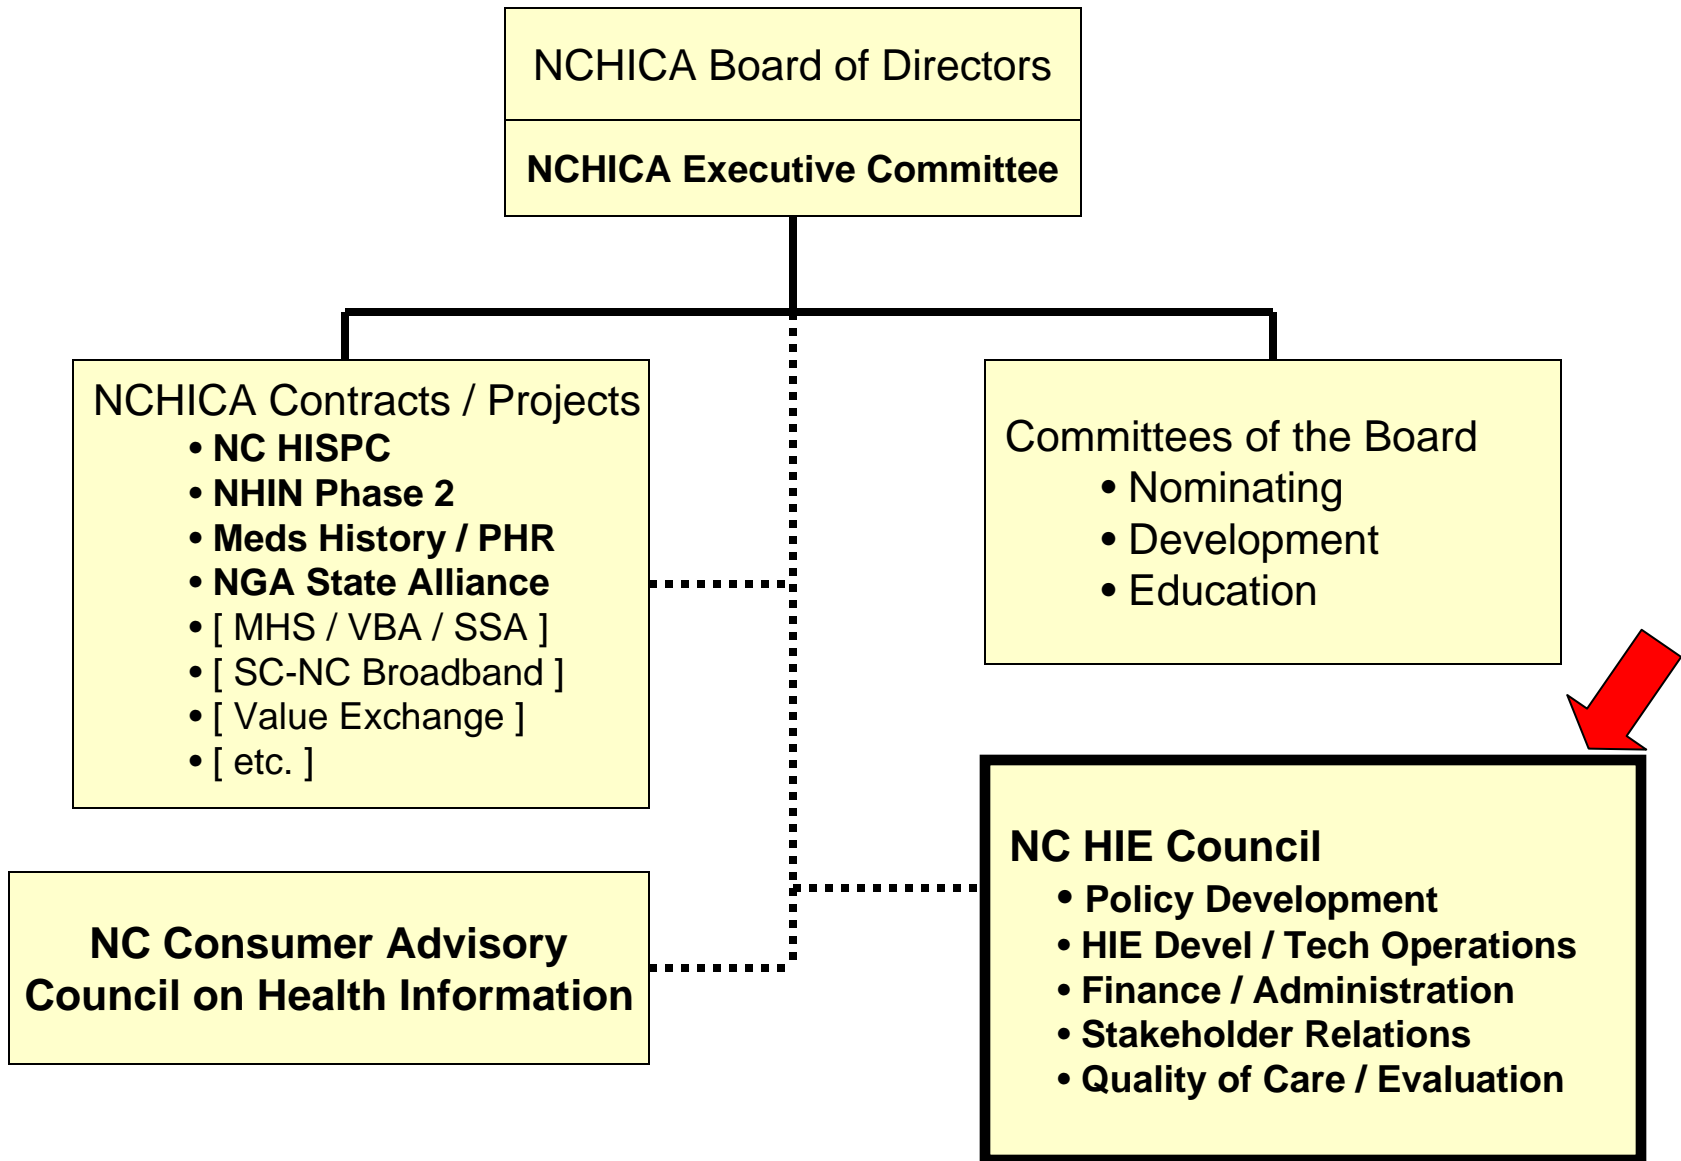 NCHICA Board of Directors
NCHICA Executive Committee
NCHICA Contracts / Projects
• NC HISPC
• NHIN Phase 2
• Meds History / PHR
• NGA State Alliance
• [ MHS / VBA / SSA ]
• [ SC-NC Broadband ]
• [ Value Exchange ]
• [ etc. ]
Committees of the Board
• Nominating
• Development
• Education
NC Consumer Advisory
Council on Health Information
NC HIE Council
• Policy Development
• HIE Devel / Tech Operations
• Finance / Administration
• Stakeholder Relations
• Quality of Care / Evaluation